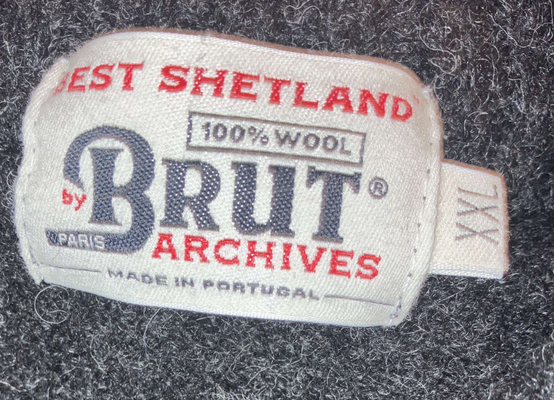 BEST SHETLAND
100% WOOL
by BRUT®
PARIS
ARCHIVES
MADE IN PORTUGAL
XXL